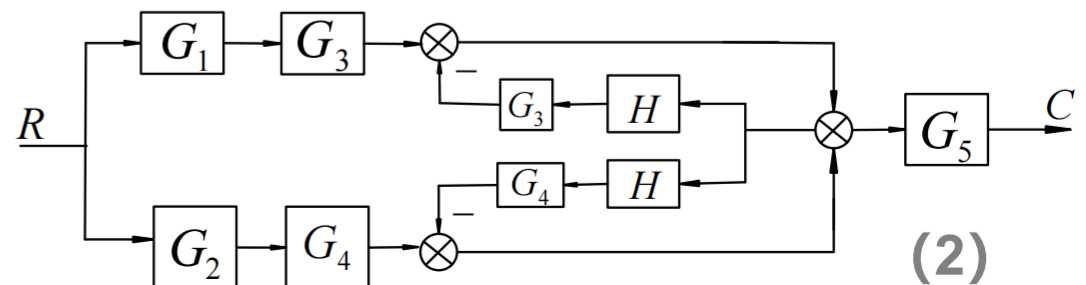 G₁ G₃
−
G₃ H
R C
G₅
G₄ H
−
G₂ G₄
(2)